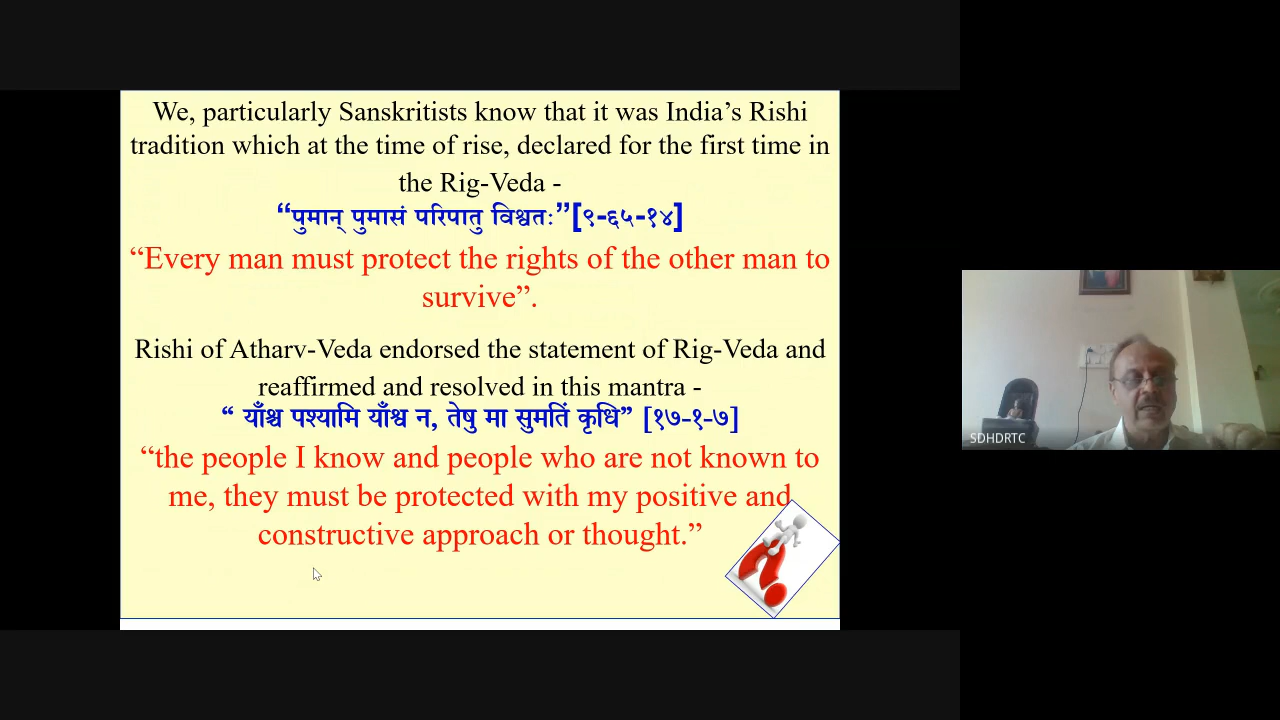 We, particularly Sanskritists know that it was India’s Rishi
tradition which at the time of rise, declared for the first time in
the Rig-Veda -
“पुमान् पुमासं परिपातु विश्वतः”[९-६५-१४]
“Every man must protect the rights of the other man to
survive”.
Rishi of Atharv-Veda endorsed the statement of Rig-Veda and
reaffirmed and resolved in this mantra -
“ याँश्च पश्यामि याँश्व न, तेषु मा सुमतिं कृधि” [१७-१-७]
“the people I know and people who are not known to
me, they must be protected with my positive and
constructive approach or thought.”
SDHDRTC